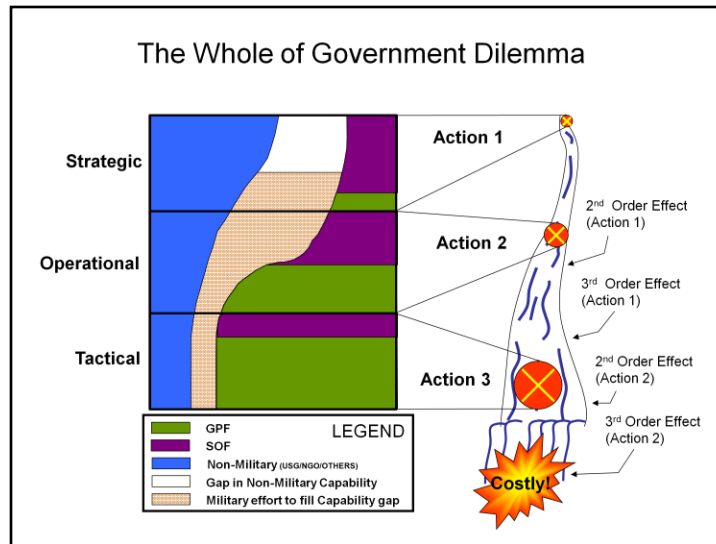 The Whole of Government Dilemma
Strategic
Operational
Tactical
Action 1
Action 2
Action 3
2nd Order Effect
(Action 1)
3rd Order Effect
(Action 1)
2nd Order Effect
(Action 2)
3rd Order Effect
(Action 2)
Costly!
LEGEND
GPF
SOF
Non-Military (USG/NGO/OTHERS)
Gap in Non-Military Capability
Military effort to fill Capability gap